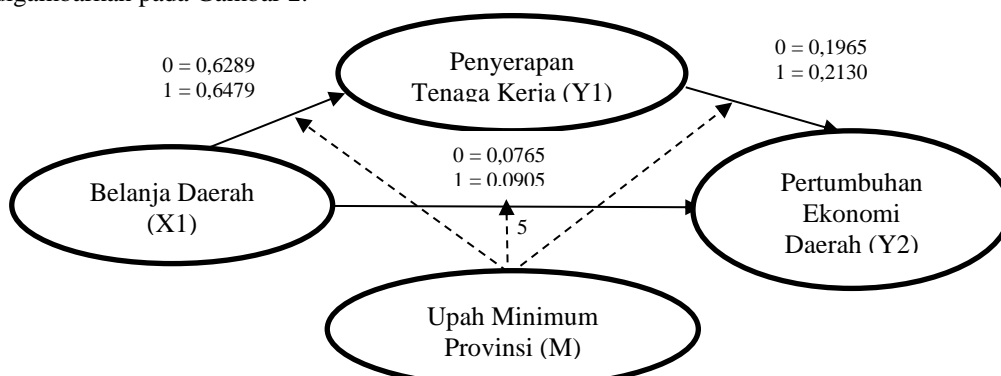 digambarkan pada Gambar 2.
0 = 0,6289
1 = 0,6479
Penyerapan
Tenaga Kerja (Y1)
0 = 0,1965
1 = 0,2130
0 = 0,0765
1 = 0,0905
Belanja Daerah
(X1)
Pertumbuhan
Ekonomi
Daerah (Y2)
5
Upah Minimum
Provinsi (M)